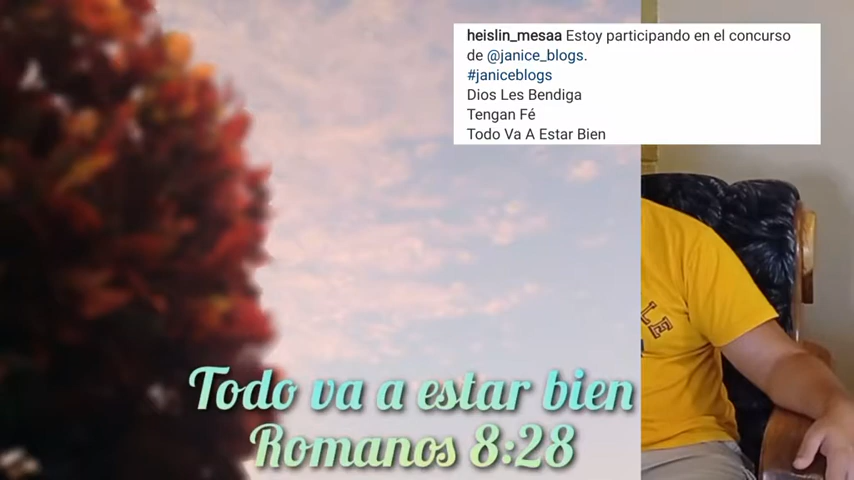 heislin_mesaa Estoy participando en el concurso
de @janice_blogs.
#janiceblogs
Dios Les Bendiga
Tengan Fé
Todo Va A Estar Bien
Todo va a estar bien
Romanos 8:28